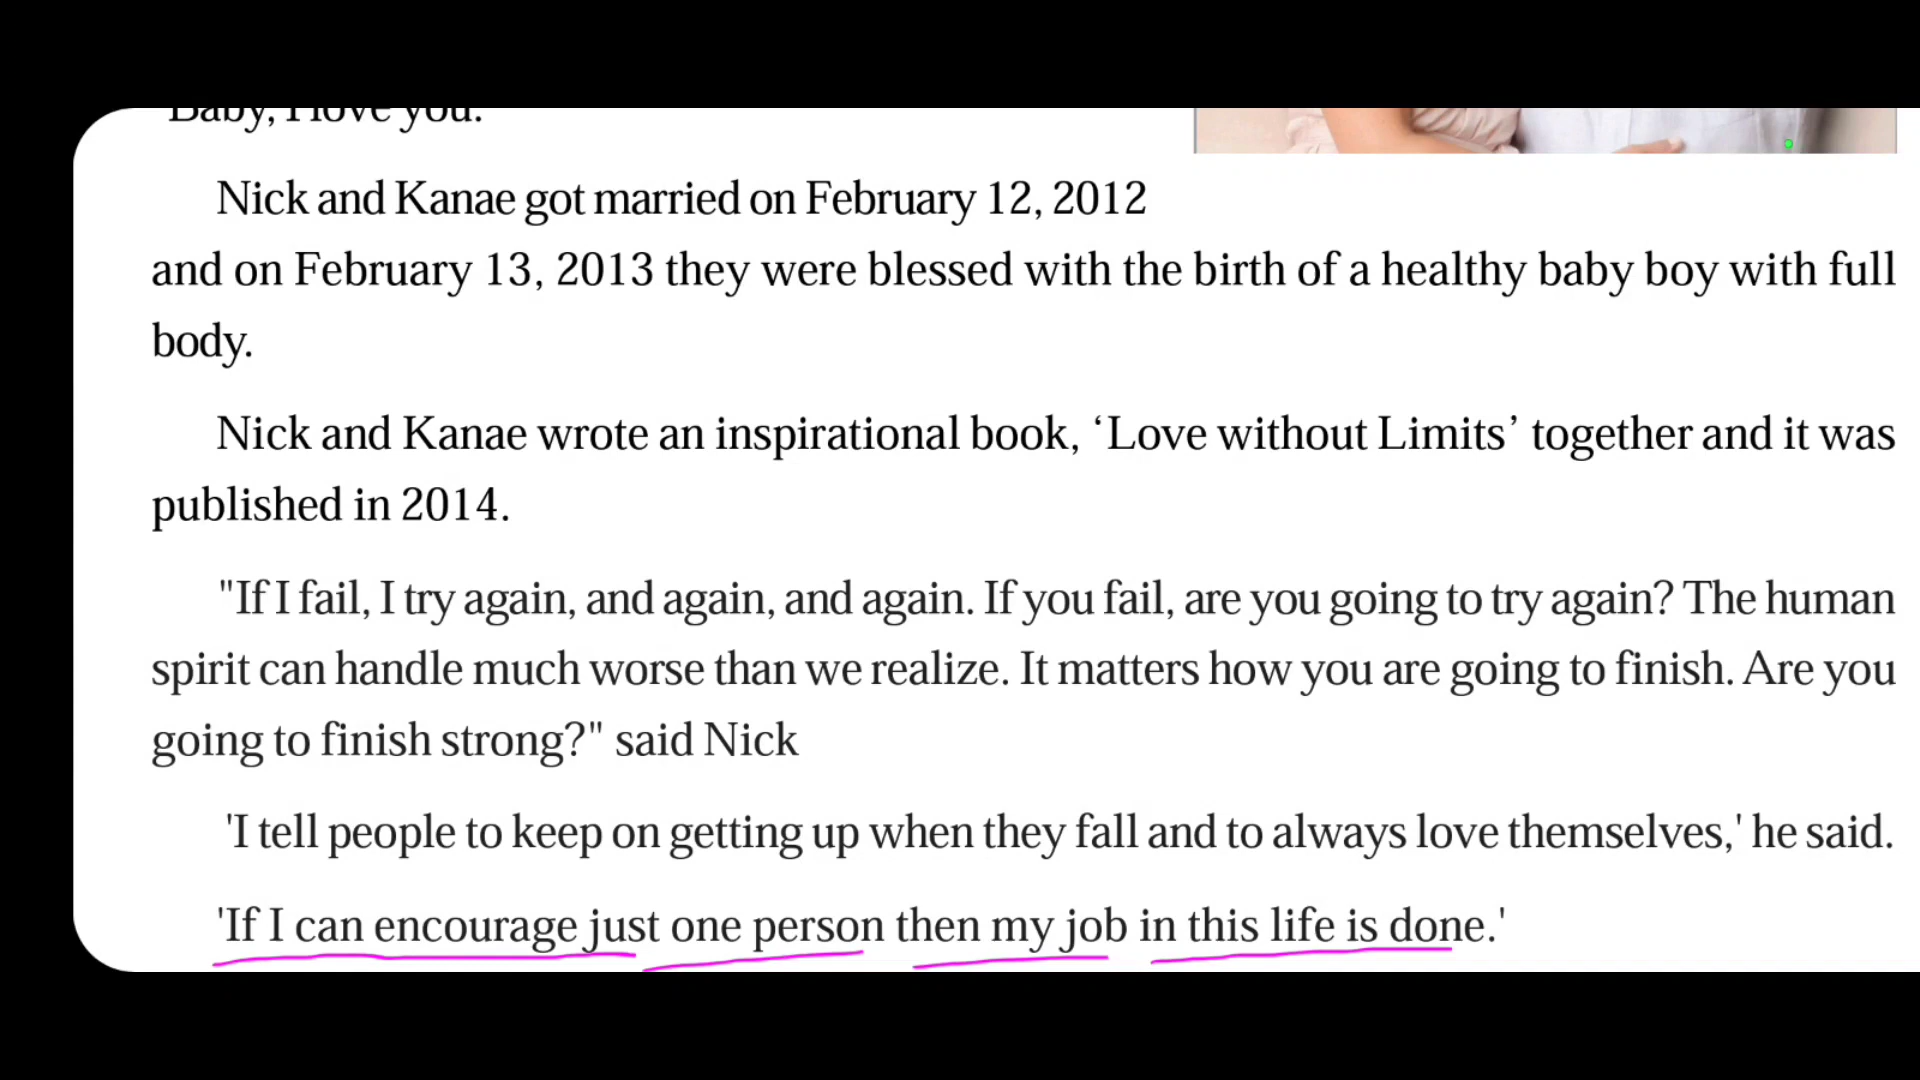 Baby, I love you.
Nick and Kanae got married on February 12, 2012
and on February 13, 2013 they were blessed with the birth of a healthy baby boy with full
body.
Nick and Kanae wrote an inspirational book, ‘Love without Limits’ together and it was
published in 2014.
"If I fail, I try again, and again, and again. If you fail, are you going to try again? The human
spirit can handle much worse than we realize. It matters how you are going to finish. Are you
going to finish strong?" said Nick
'I tell people to keep on getting up when they fall and to always love themselves,' he said.
'If I can encourage just one person then my job in this life is done.'